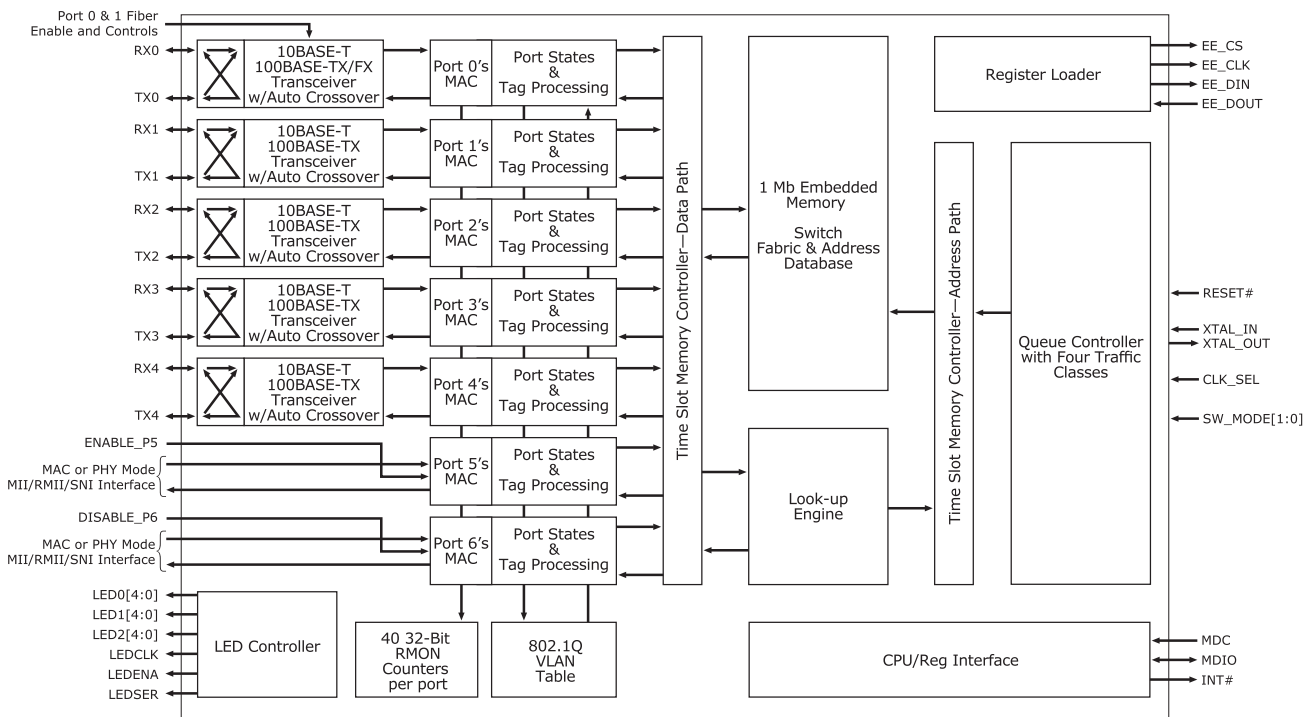 Port 0 & 1 Fiber
Enable and Controls
RX0
TX0
10BASE-T
100BASE-TX/FX
Transceiver
w/Auto Crossover
Port 0's
MAC
Port States
&
Tag Processing
RX1
TX1
10BASE-T
100BASE-TX
Transceiver
w/Auto Crossover
Port 1's
MAC
Port States
&
Tag Processing
RX2
TX2
10BASE-T
100BASE-TX
Transceiver
w/Auto Crossover
Port 2's
MAC
Port States
&
Tag Processing
RX3
TX3
10BASE-T
100BASE-TX
Transceiver
w/Auto Crossover
Port 3's
MAC
Port States
&
Tag Processing
RX4
TX4
10BASE-T
100BASE-TX
Transceiver
w/Auto Crossover
Port 4's
MAC
Port States
&
Tag Processing
ENABLE_P5
MAC or PHY Mode
MII/RMII/SNI Interface
Port 5's
MAC
Port States
&
Tag Processing
DISABLE_P6
MAC or PHY Mode
MII/RMII/SNI Interface
Port 6's
MAC
Port States
&
Tag Processing
LED0[4:0]
LED1[4:0]
LED2[4:0]
LEDCLK
LEDENA
LEDSER
LED Controller
40 32-Bit
RMON
Counters
per port
802.1Q
VLAN
Table
Time Slot Memory Controller—Data Path
1 Mb Embedded
Memory
Switch
Fabric & Address
Database
Look-up
Engine
Time Slot Memory Controller—Address Path
Queue Controller
with Four Traffic
Classes
Register Loader
EE_CS
EE_CLK
EE_DIN
EE_DOUT
RESET#
XTAL_IN
XTAL_OUT
CLK_SEL
SW_MODE[1:0]
CPU/Reg Interface
MDC
MDIO
INT#